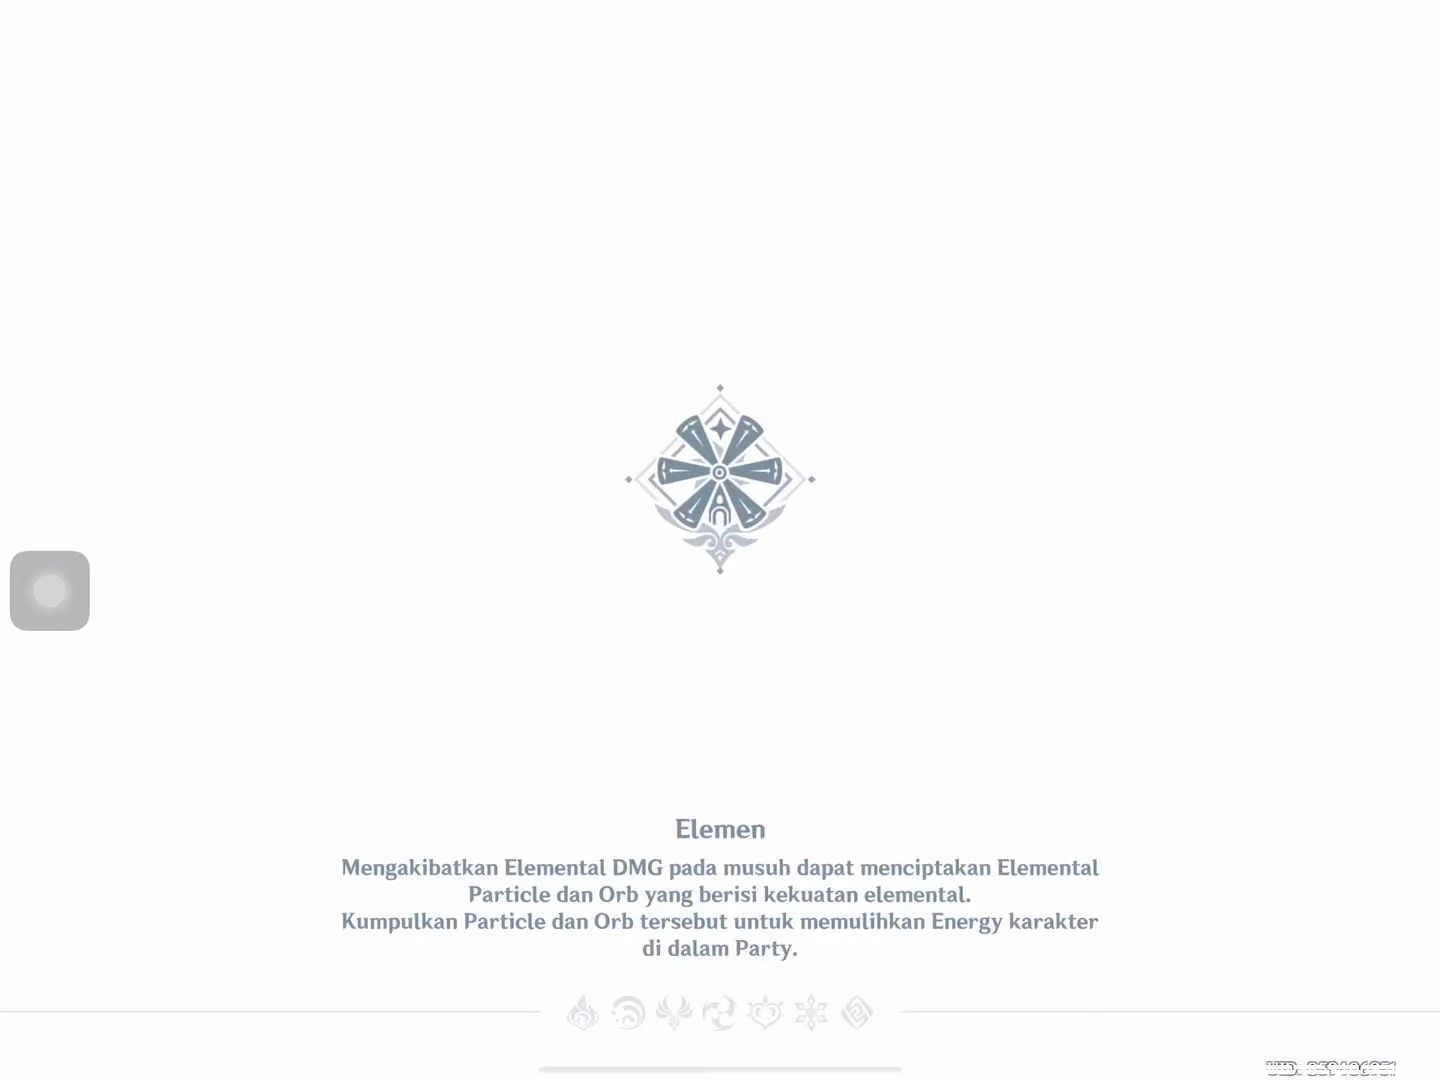 Elemen
Mengakibatkan Elemental DMG pada musuh dapat menciptakan Elemental
Particle dan Orb yang berisi kekuatan elemental.
Kumpulkan Particle dan Orb tersebut untuk memulihkan Energy karakter
di dalam Party.